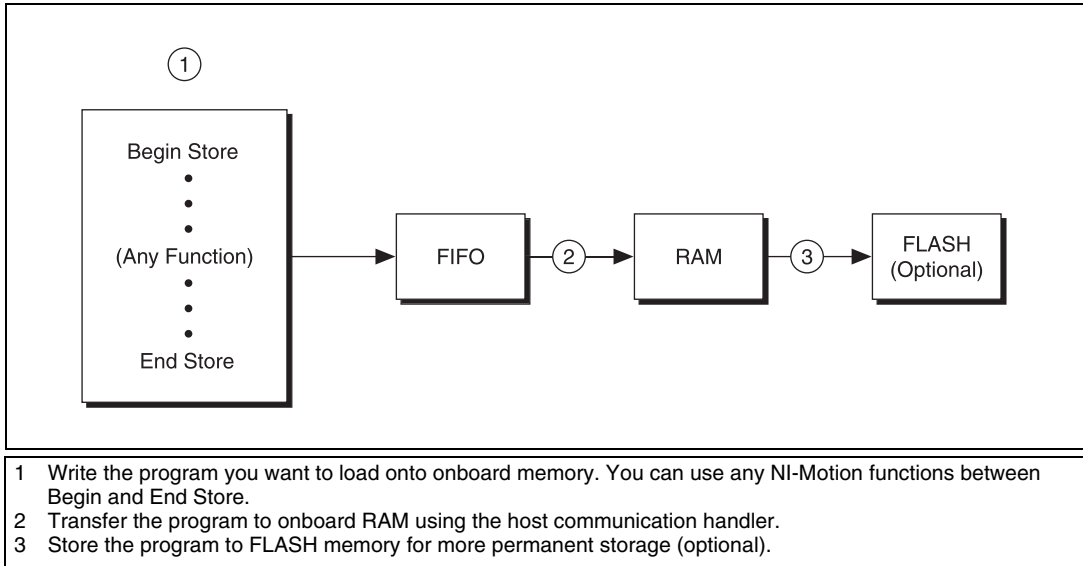 1
Begin Store
(Any Function)
End Store
FIFO
2
RAM
3
FLASH
(Optional)
1 Write the program you want to load onto onboard memory. You can use any NI-Motion functions between
Begin and End Store.
2 Transfer the program to onboard RAM using the host communication handler.
3 Store the program to FLASH memory for more permanent storage (optional).